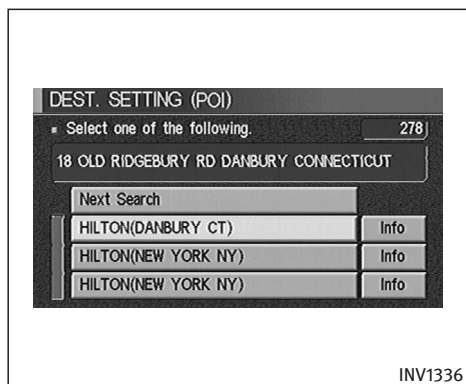 DEST. SETTING (POI)
Select one of the following. 278
18 OLD RIDGEBURY RD DANBURY CONNECTICUT
Next Search
HILTON(DANBURY CT) Info
HILTON(NEW YORK NY) Info
HILTON(NEW YORK NY) Info
INV1336